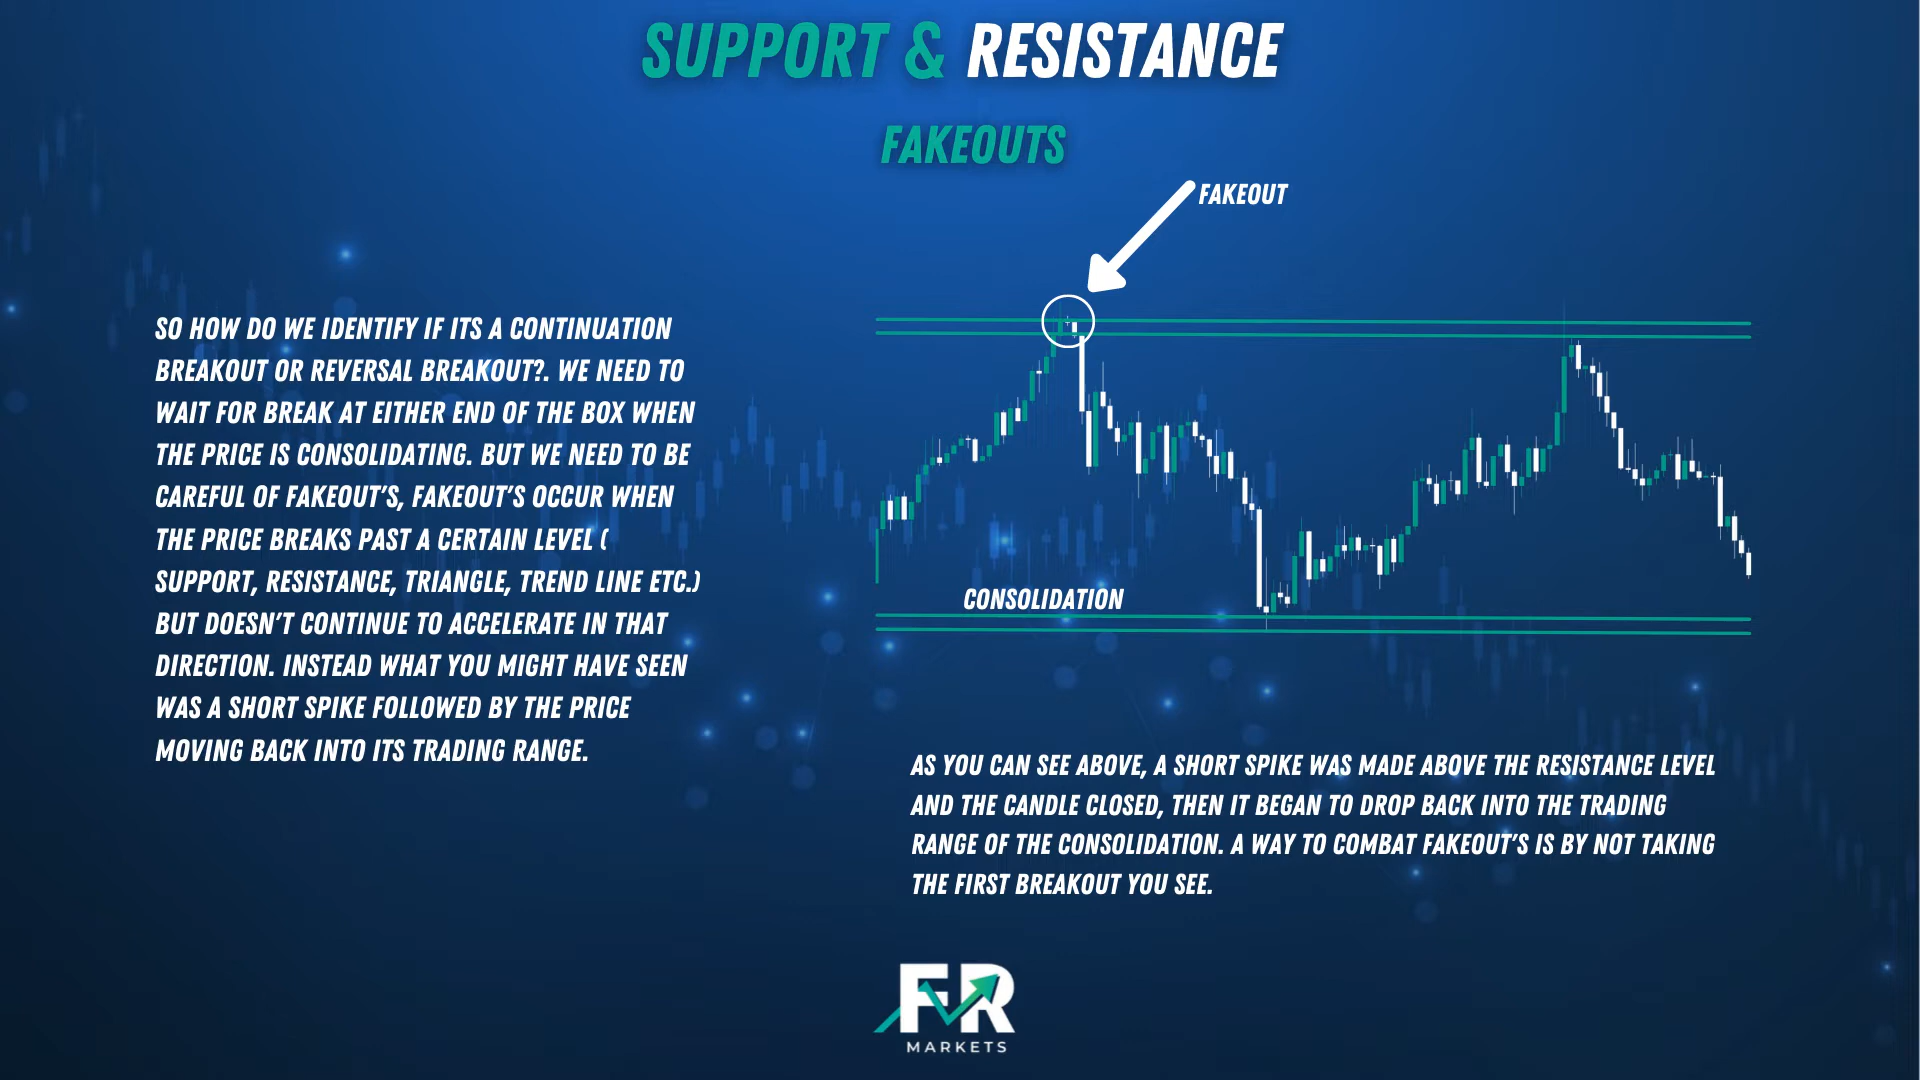 SUPPORT & RESISTANCE
FAKEOUTS
FAKEOUT
SO HOW DO WE IDENTIFY IF ITS A CONTINUATION
BREAKOUT OR REVERSAL BREAKOUT?. WE NEED TO
WAIT FOR BREAK AT EITHER END OF THE BOX WHEN
THE PRICE IS CONSOLIDATING. BUT WE NEED TO BE
CAREFUL OF FAKEOUT'S, FAKEOUT'S OCCUR WHEN
THE PRICE BREAKS PAST A CERTAIN LEVEL (
SUPPORT, RESISTANCE, TRIANGLE, TREND LINE ETC.)
BUT DOESN'T CONTINUE TO ACCELERATE IN THAT
DIRECTION. INSTEAD WHAT YOU MIGHT HAVE SEEN
WAS A SHORT SPIKE FOLLOWED BY THE PRICE
MOVING BACK INTO ITS TRADING RANGE.
CONSOLIDATION
AS YOU CAN SEE ABOVE, A SHORT SPIKE WAS MADE ABOVE THE RESISTANCE LEVEL
AND THE CANDLE CLOSED, THEN IT BEGAN TO DROP BACK INTO THE TRADING
RANGE OF THE CONSOLIDATION. A WAY TO COMBAT FAKEOUT'S IS BY NOT TAKING
THE FIRST BREAKOUT YOU SEE.
FR
MARKETS